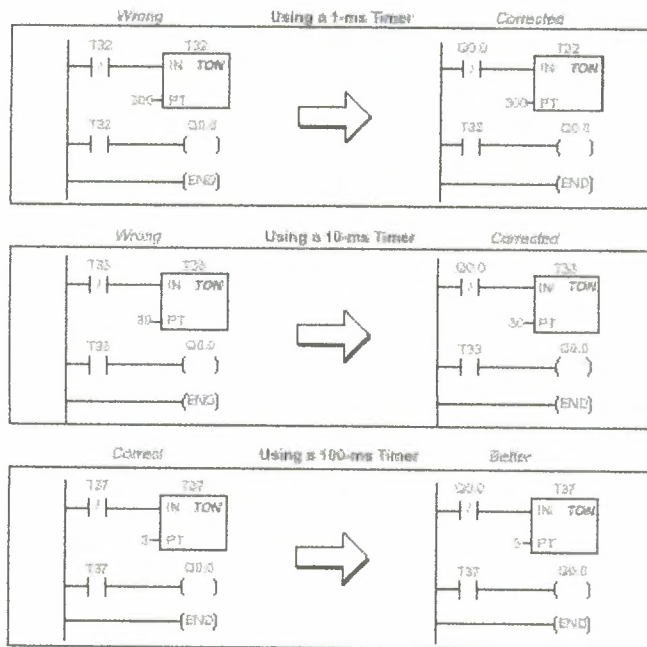 Wrong Using a 1-ms Timer Corrected
T32 T32 Q0.0 T32
IN TON IN TON
300 PT 300 PT
T32 Q0.0 T32 Q0.0
(END) (END)
Wrong Using a 10-ms Timer Corrected
T33 T33 Q0.0 T33
IN TON IN TON
30 PT 30 PT
T33 Q0.0 T33 Q0.0
(END) (END)
Correct Using a 100-ms Timer Better
T37 T37 Q0.0 T37
IN TON IN TON
3 PT 3 PT
T37 Q0.0 T37 Q0.0
(END) (END)